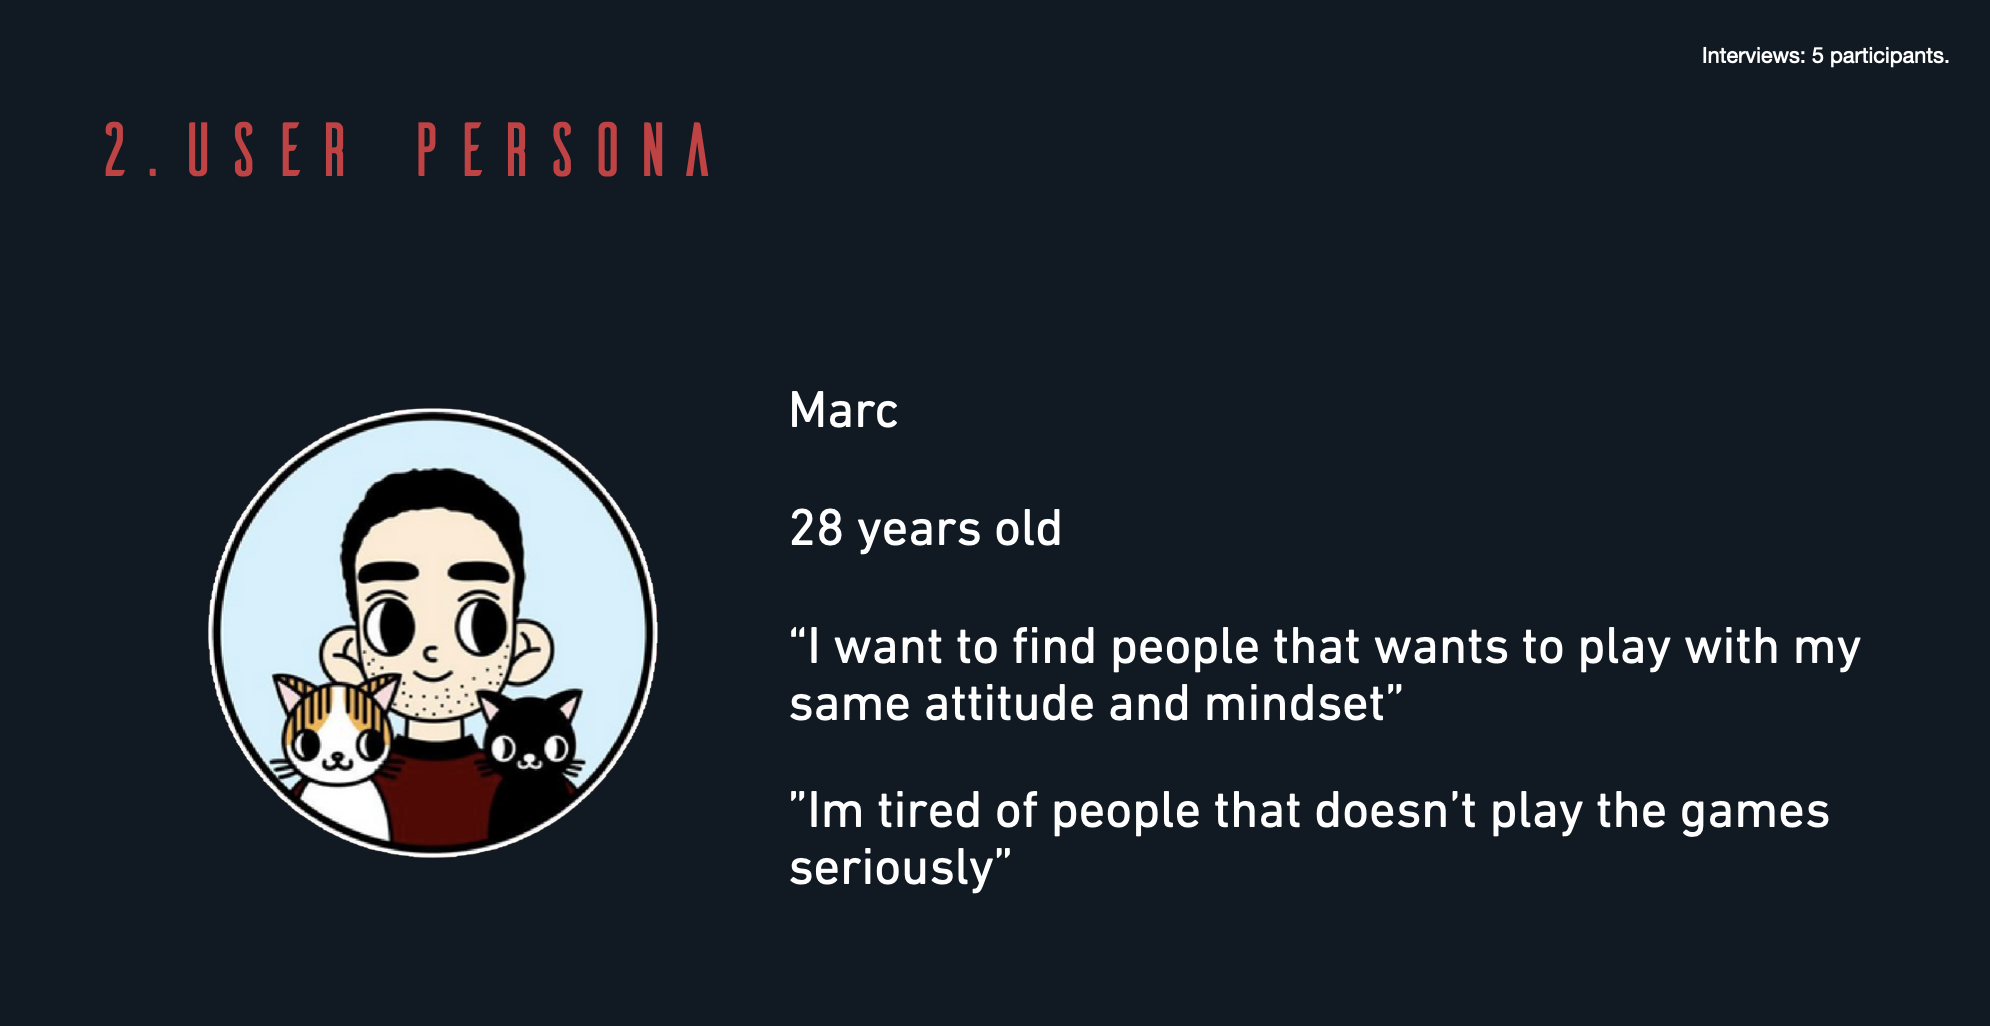 Interviews: 5 participants.
2.USER PERSONA
Marc
28 years old
“I want to find people that wants to play with my
same attitude and mindset”
”Im tired of people that doesn’t play the games
seriously”